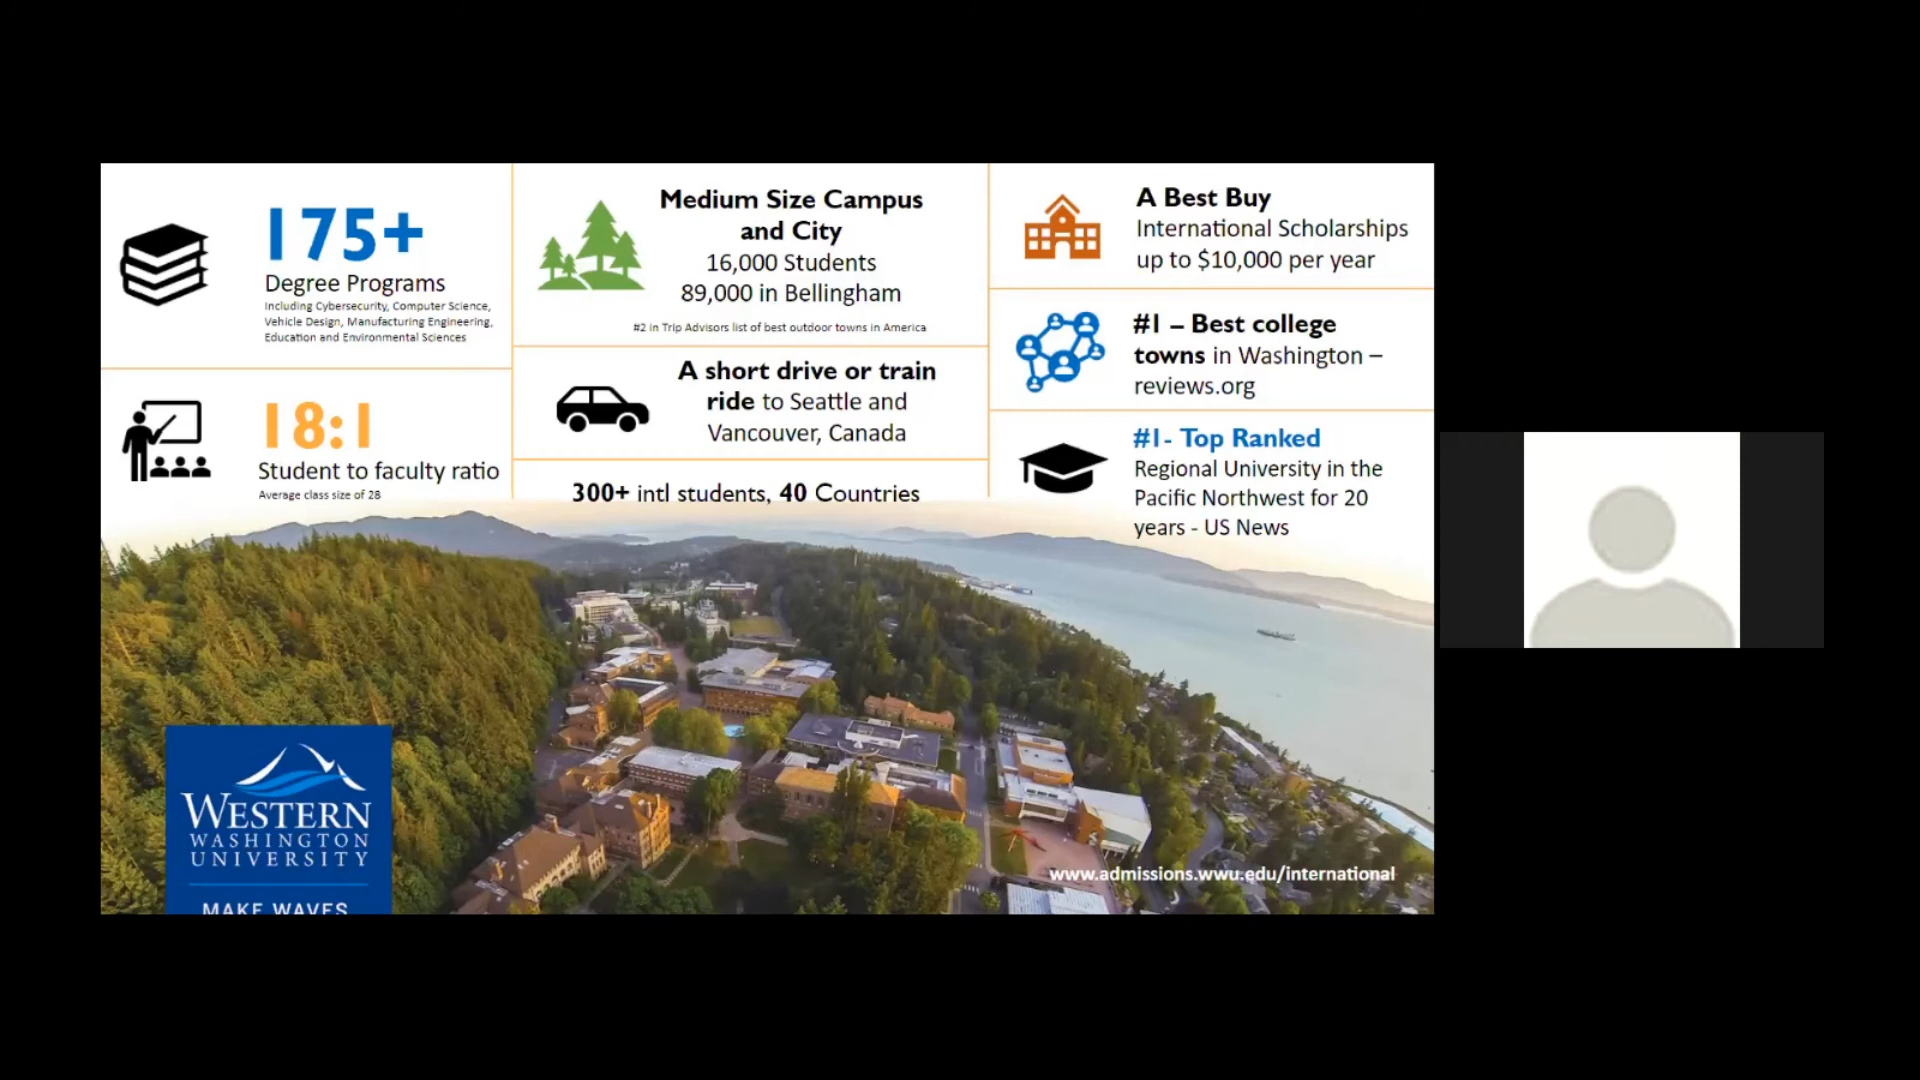 175+
Degree Programs
Including Cybersecurity, Computer Science,
Vehicle Design, Manufacturing Engineering,
Education and Environmental Sciences
18:1
Student to faculty ratio
Average class size of 28
Medium Size Campus
and City
16,000 Students
89,000 in Bellingham
#2 in Trip Advisors list of best outdoor towns in America
A short drive or train
ride to Seattle and
Vancouver, Canada
300+ intl students, 40 Countries
A Best Buy
International Scholarships
up to $10,000 per year
#1 – Best college
towns in Washington –
reviews.org
#1- Top Ranked
Regional University in the
Pacific Northwest for 20
years - US News
WESTERN
WASHINGTON
UNIVERSITY
MAKE WAVES
www.admissions.wwu.edu/international